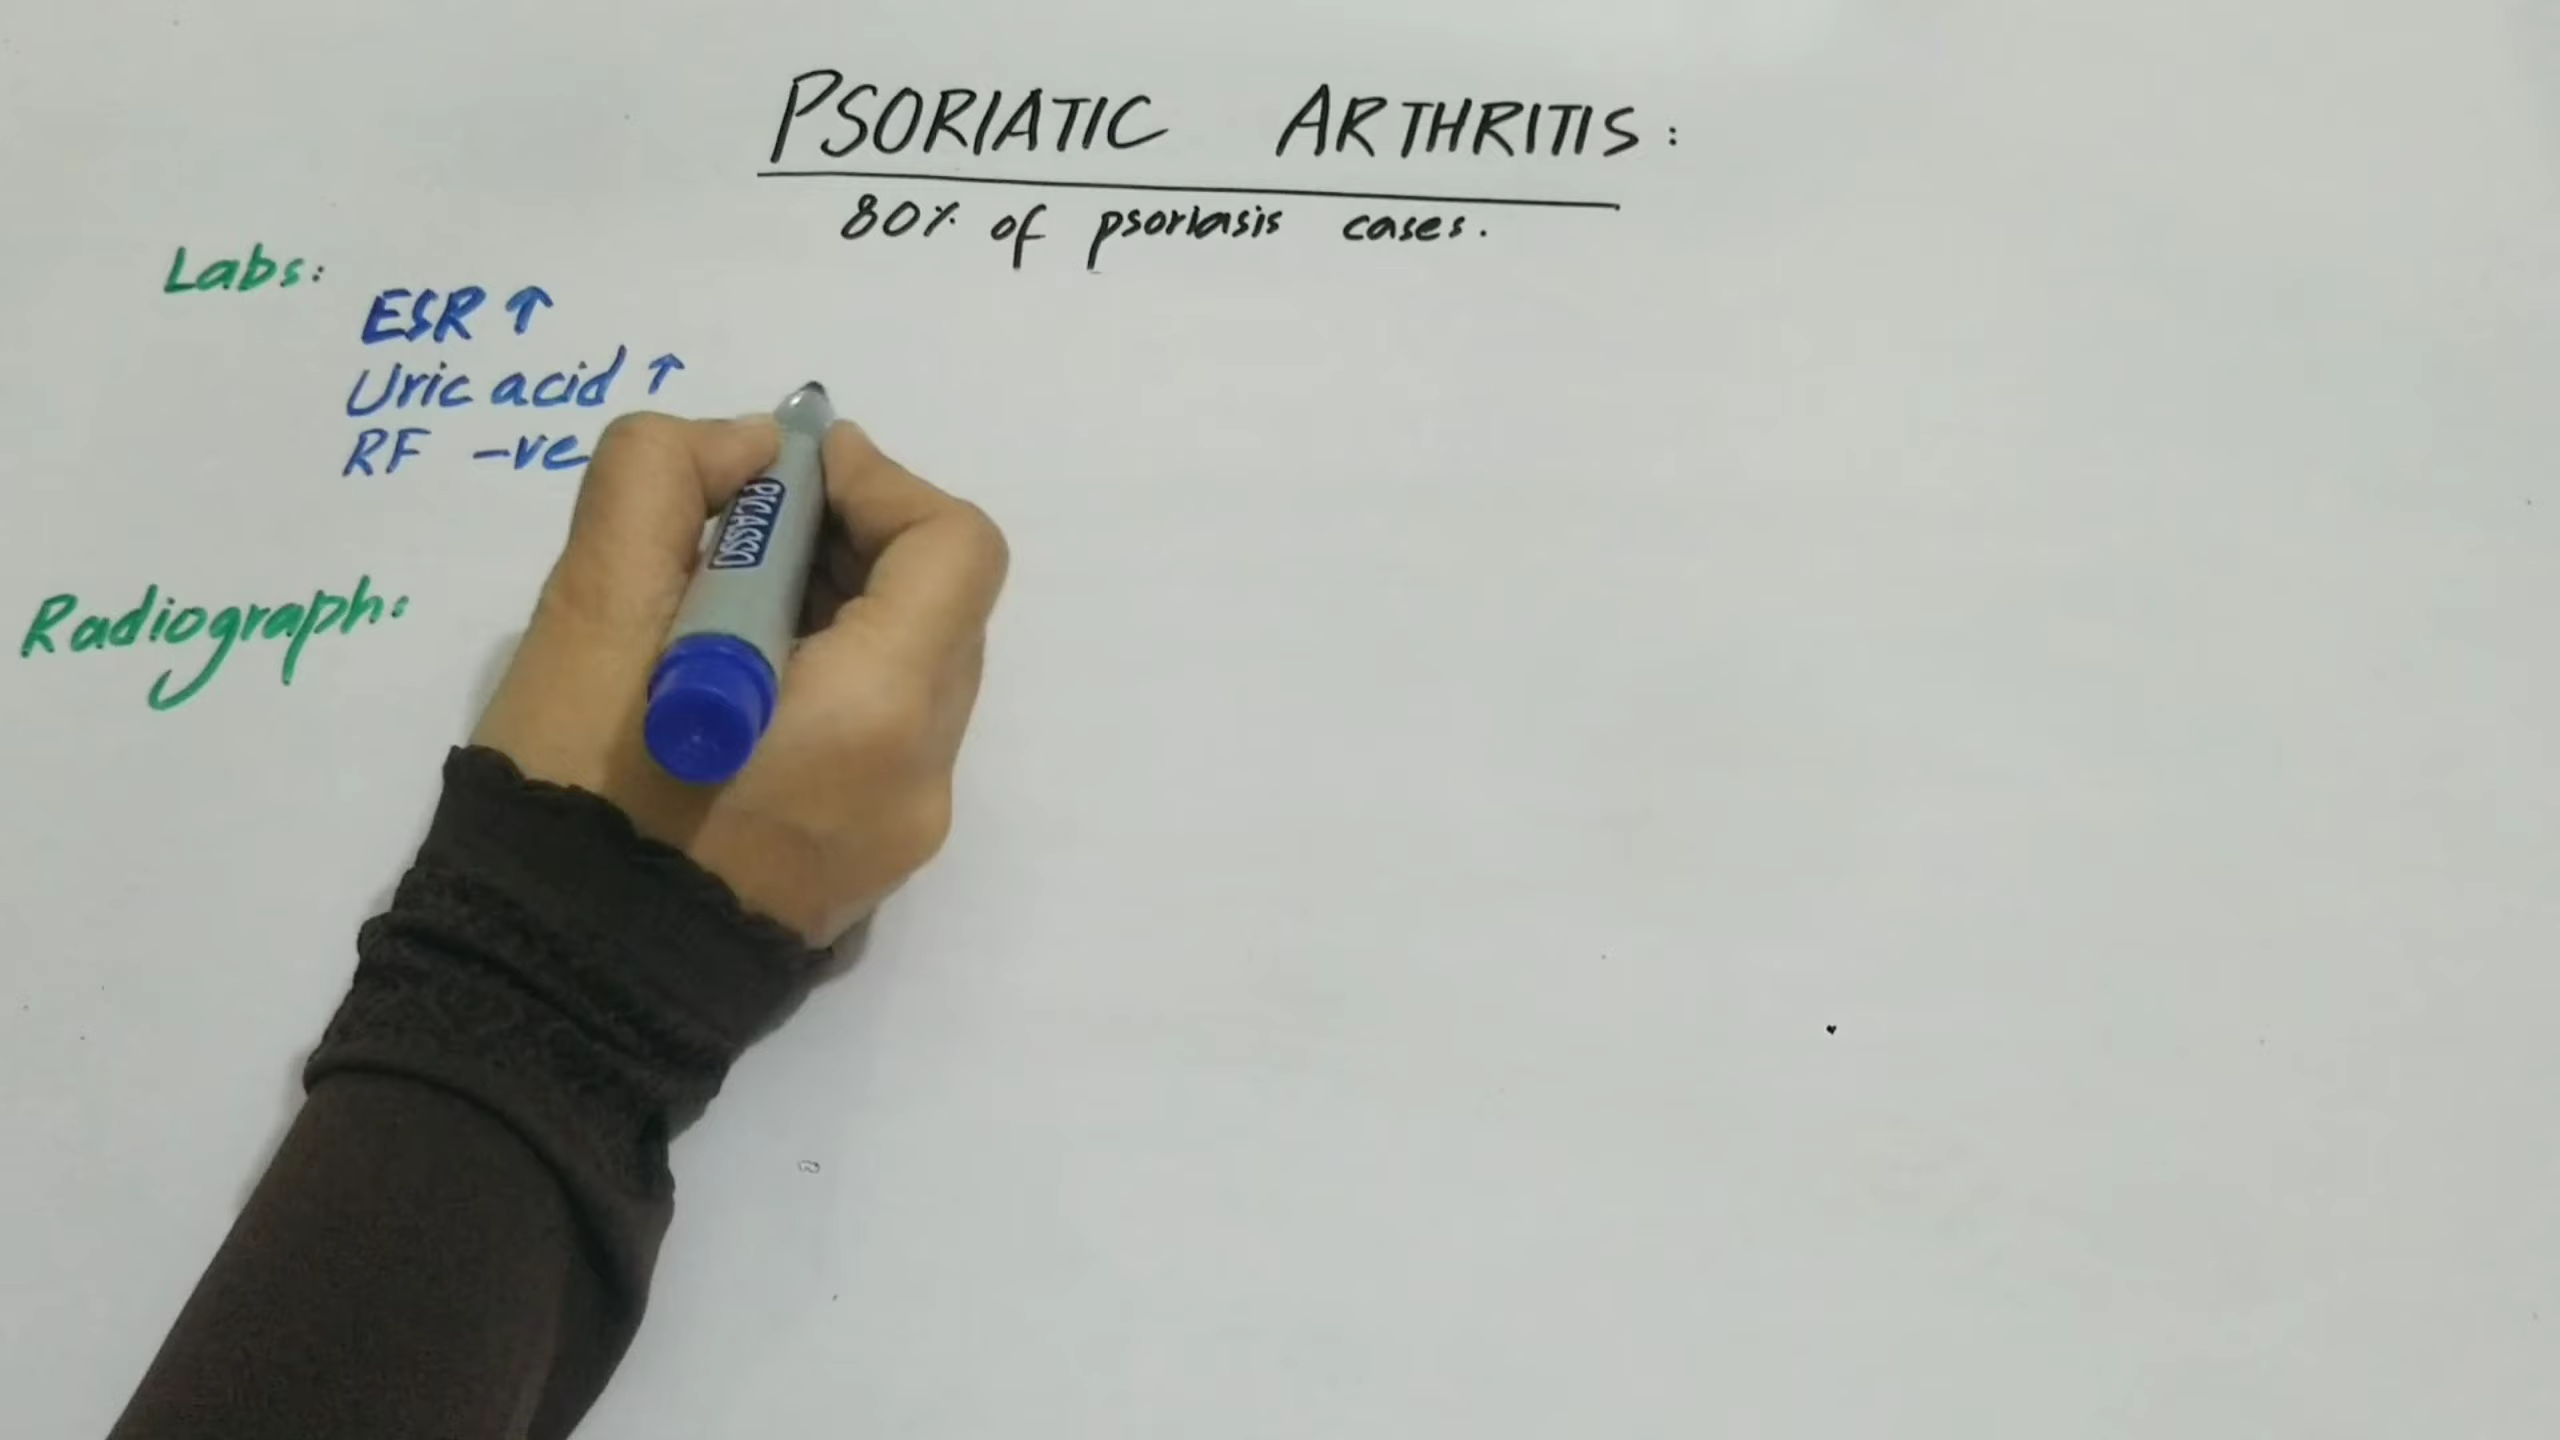 PSORIATIC ARTHRITIS:
80% of psoriasis cases.
Labs:
ESR ↑
Uric acid ↑
RF -ve
Radiograph:
PICASSO